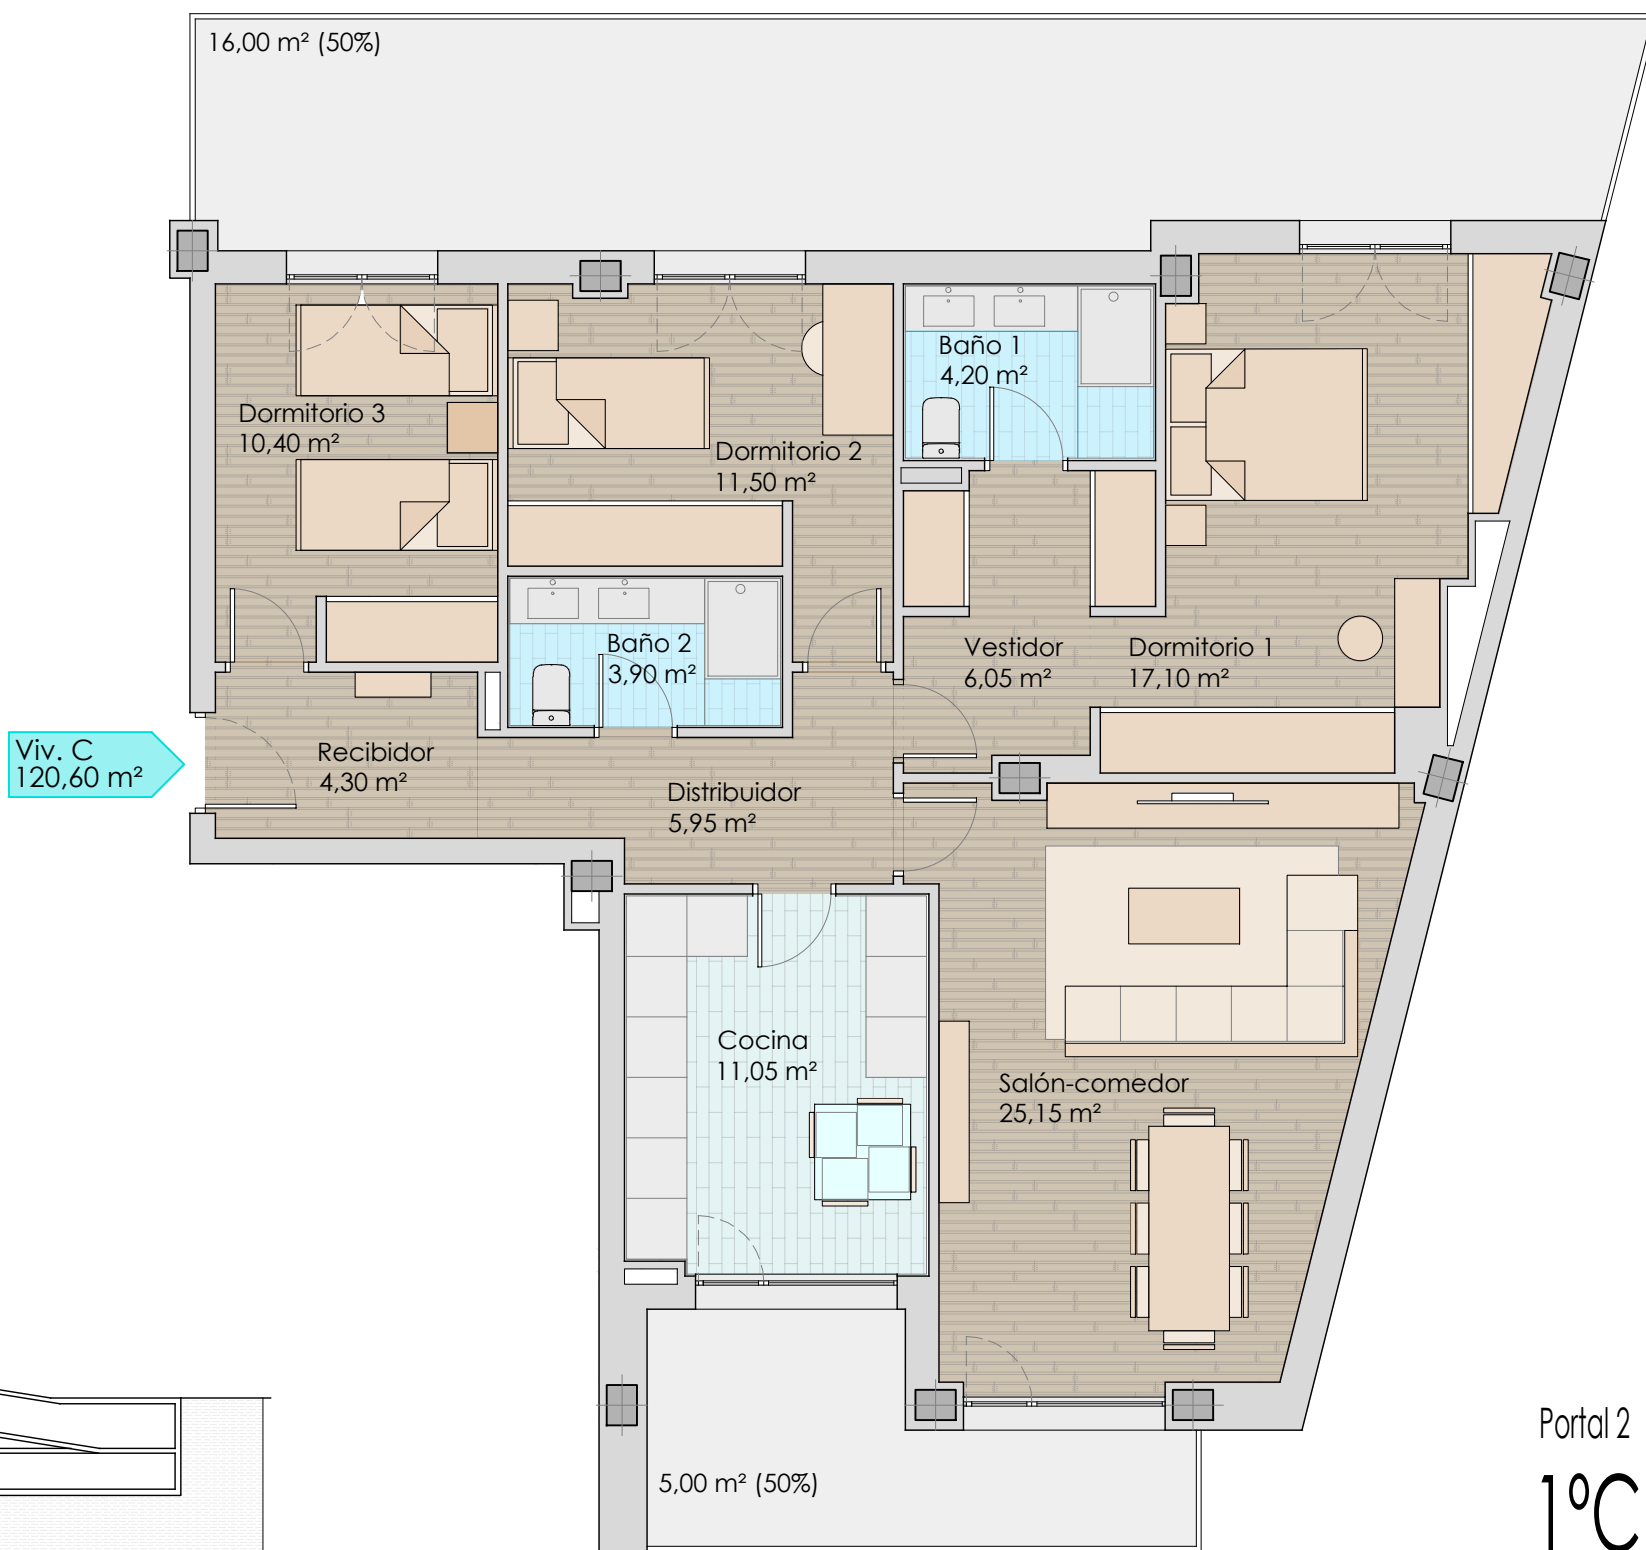 16,00 m² (50%)
Dormitorio 3
10,40 m²
Dormitorio 2
11,50 m²
Baño 1
4,20 m²
Baño 2
3,90 m²
Vestidor
6,05 m²
Dormitorio 1
17,10 m²
Viv. C
120,60 m²
Recibidor
4,30 m²
Distribuidor
5,95 m²
Cocina
11,05 m²
Salón-comedor
25,15 m²
5,00 m² (50%)
Portal 2
1ºC